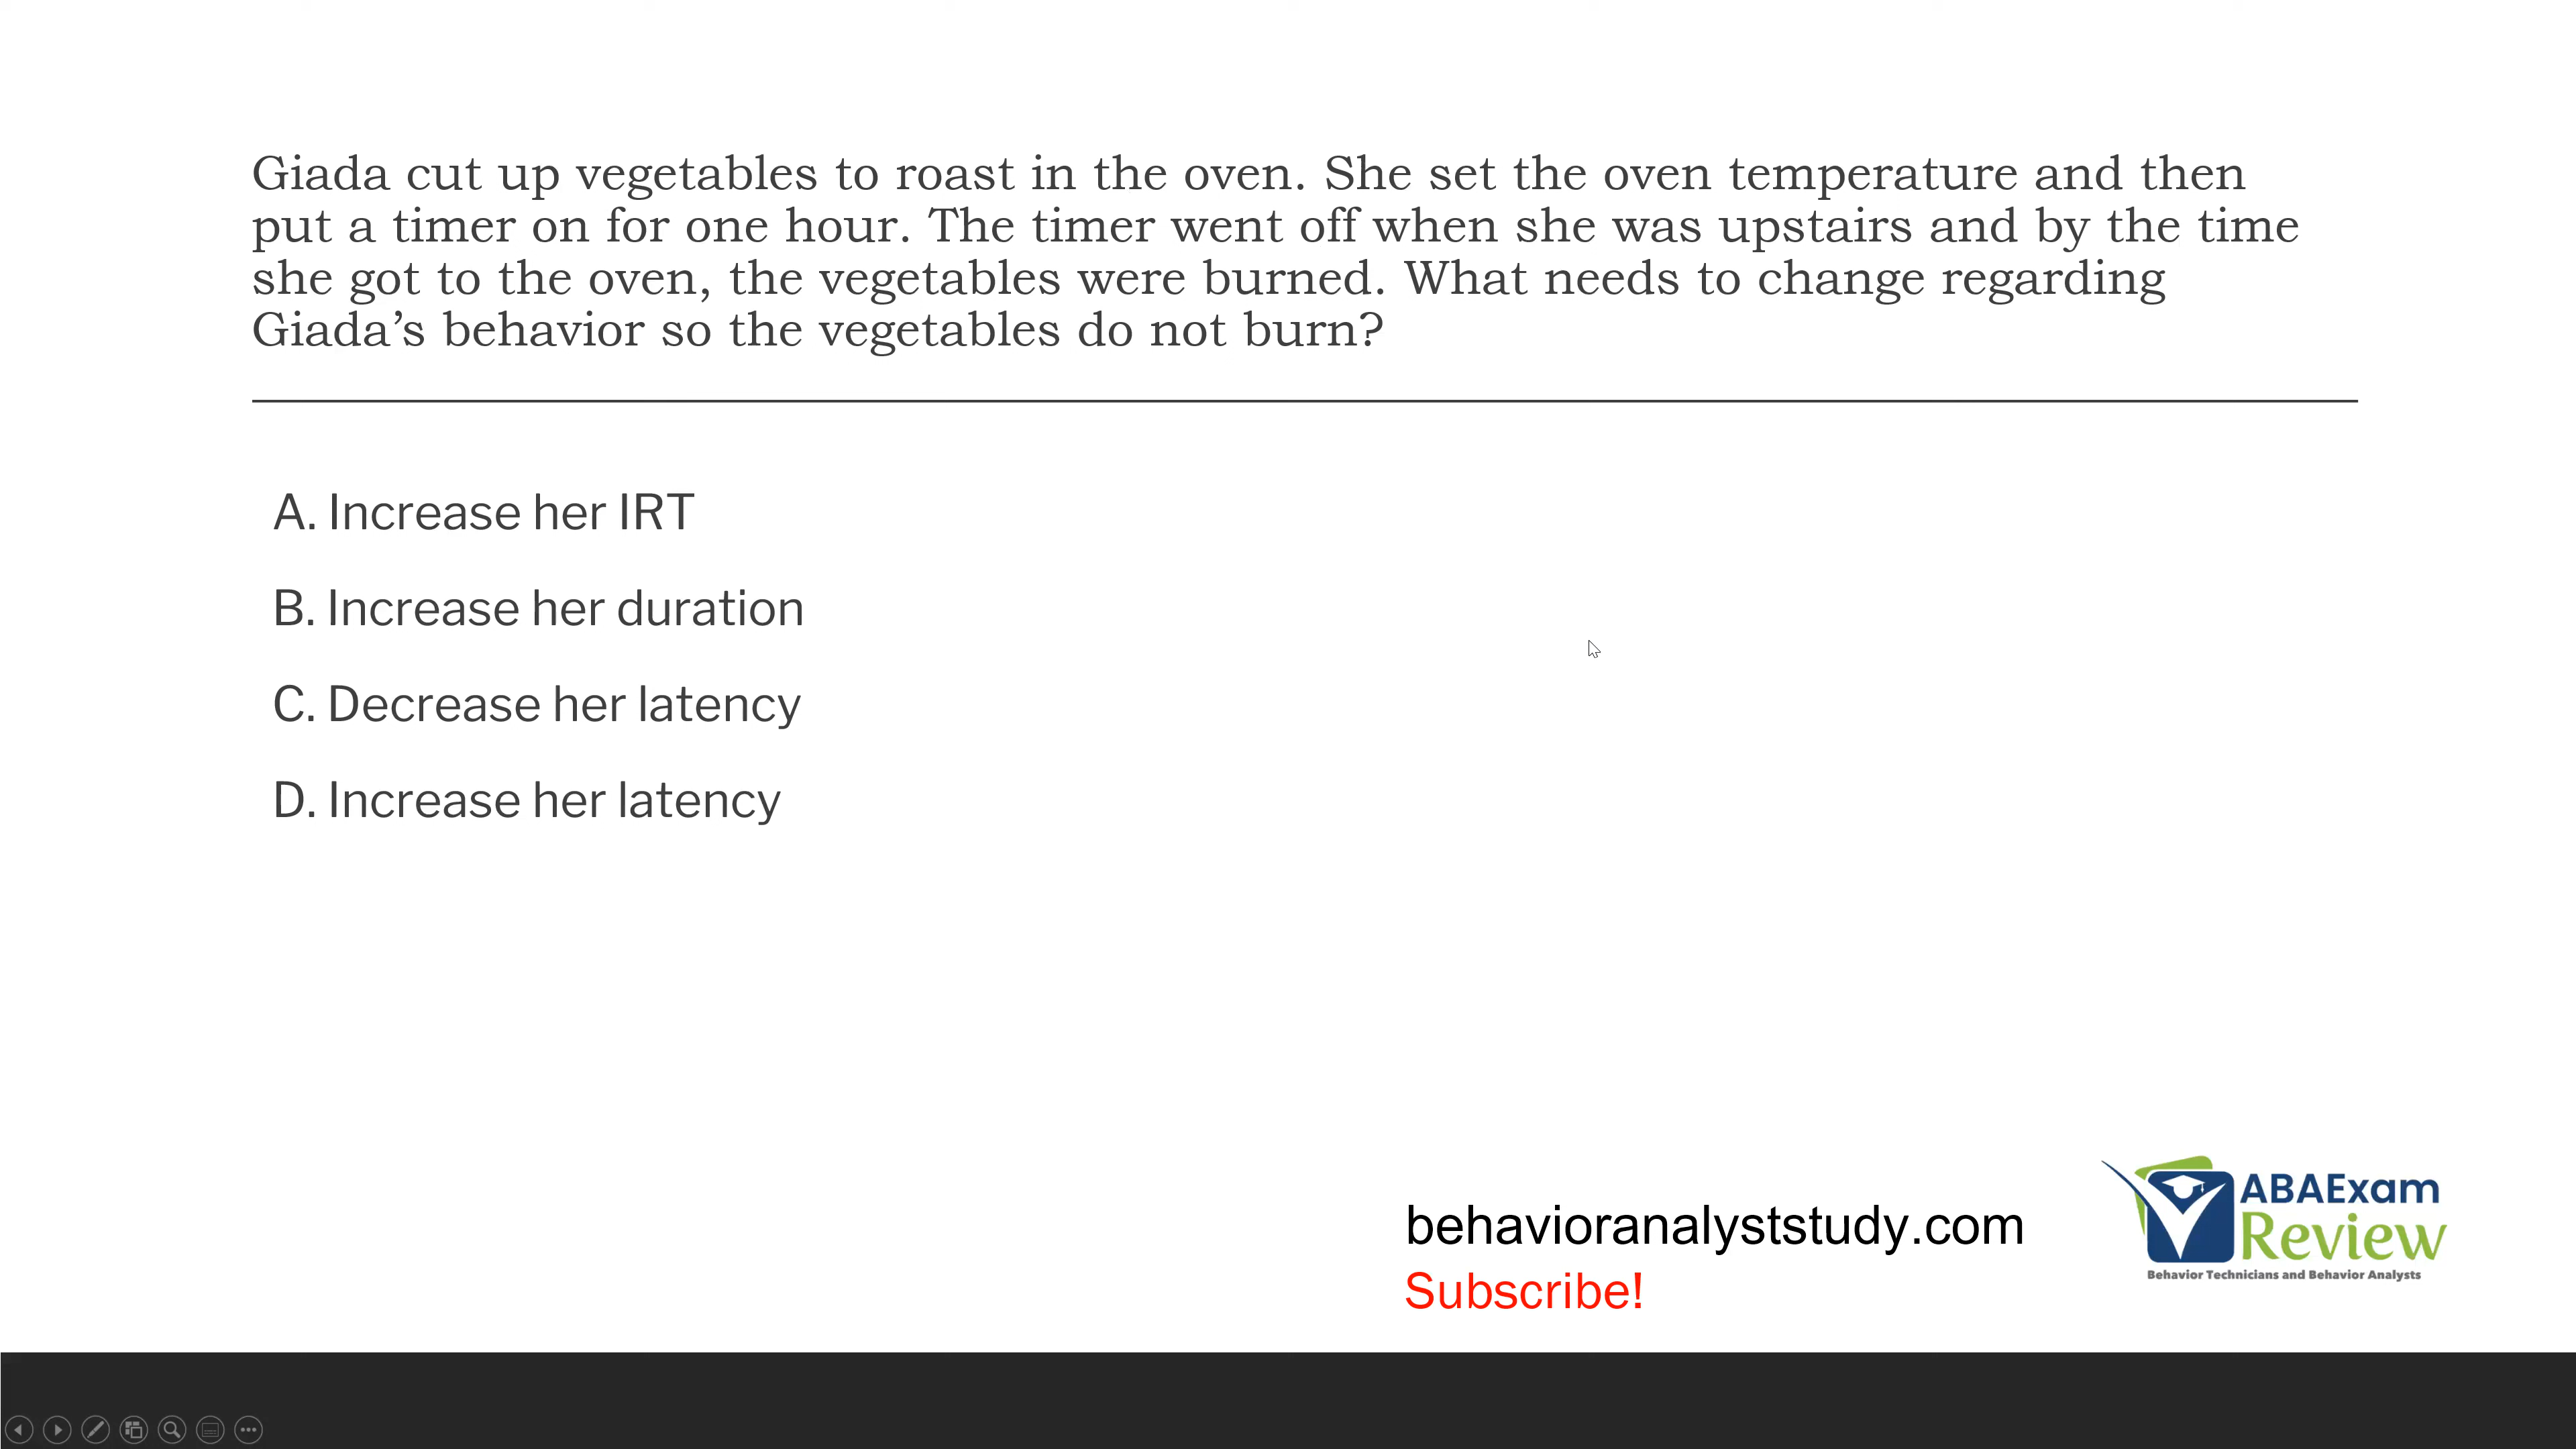 Giada cut up vegetables to roast in the oven. She set the oven temperature and then
put a timer on for one hour. The timer went off when she was upstairs and by the time
she got to the oven, the vegetables were burned. What needs to change regarding
Giada’s behavior so the vegetables do not burn?
A. Increase her IRT
B. Increase her duration
C. Decrease her latency
D. Increase her latency
behavioranalyststudy.com
Subscribe!
ABAExam
Review
Behavior Technicians and Behavior Analysts